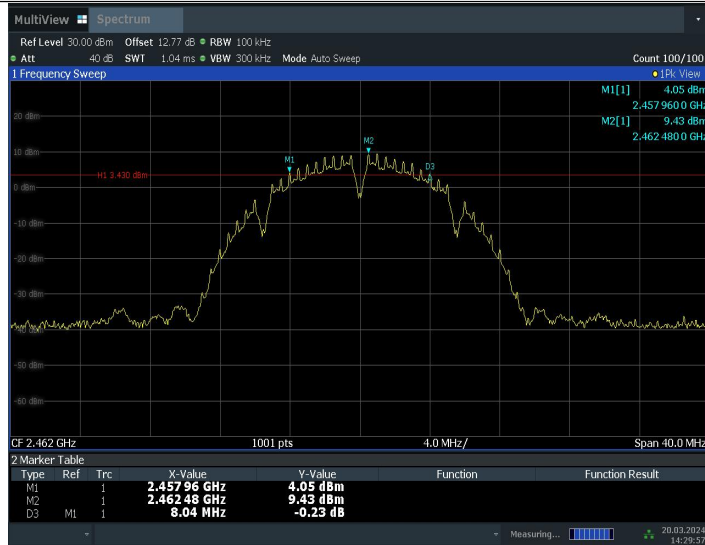 MultiView Spectrum
Ref Level 30.00 dBm Offset 12.77 dB RBW 100 kHz
Att 40 dB SWT 1.04 ms VBW 300 kHz Mode Auto Sweep Count 100/100
1 Frequency Sweep 1Pk View
M1[1] 4.05 dBm
2.457 960 0 GHz
M2[1] 9.43 dBm
2.462 480 0 GHz
20 dBm
10 dBm
M2
M1
D3
H1 3.430 dBm
0 dBm
-10 dBm
-20 dBm
-30 dBm
-40 dBm
-50 dBm
-60 dBm
CF 2.462 GHz 1001 pts 4.0 MHz/ Span 40.0 MHz
2 Marker Table
Type Ref Trc X-Value Y-Value Function Function Result
M1 1 2.457 96 GHz 4.05 dBm
M2 1 2.462 48 GHz 9.43 dBm
D3 M1 1 8.04 MHz -0.23 dB
Measuring... 20.03.2024
14:29:57